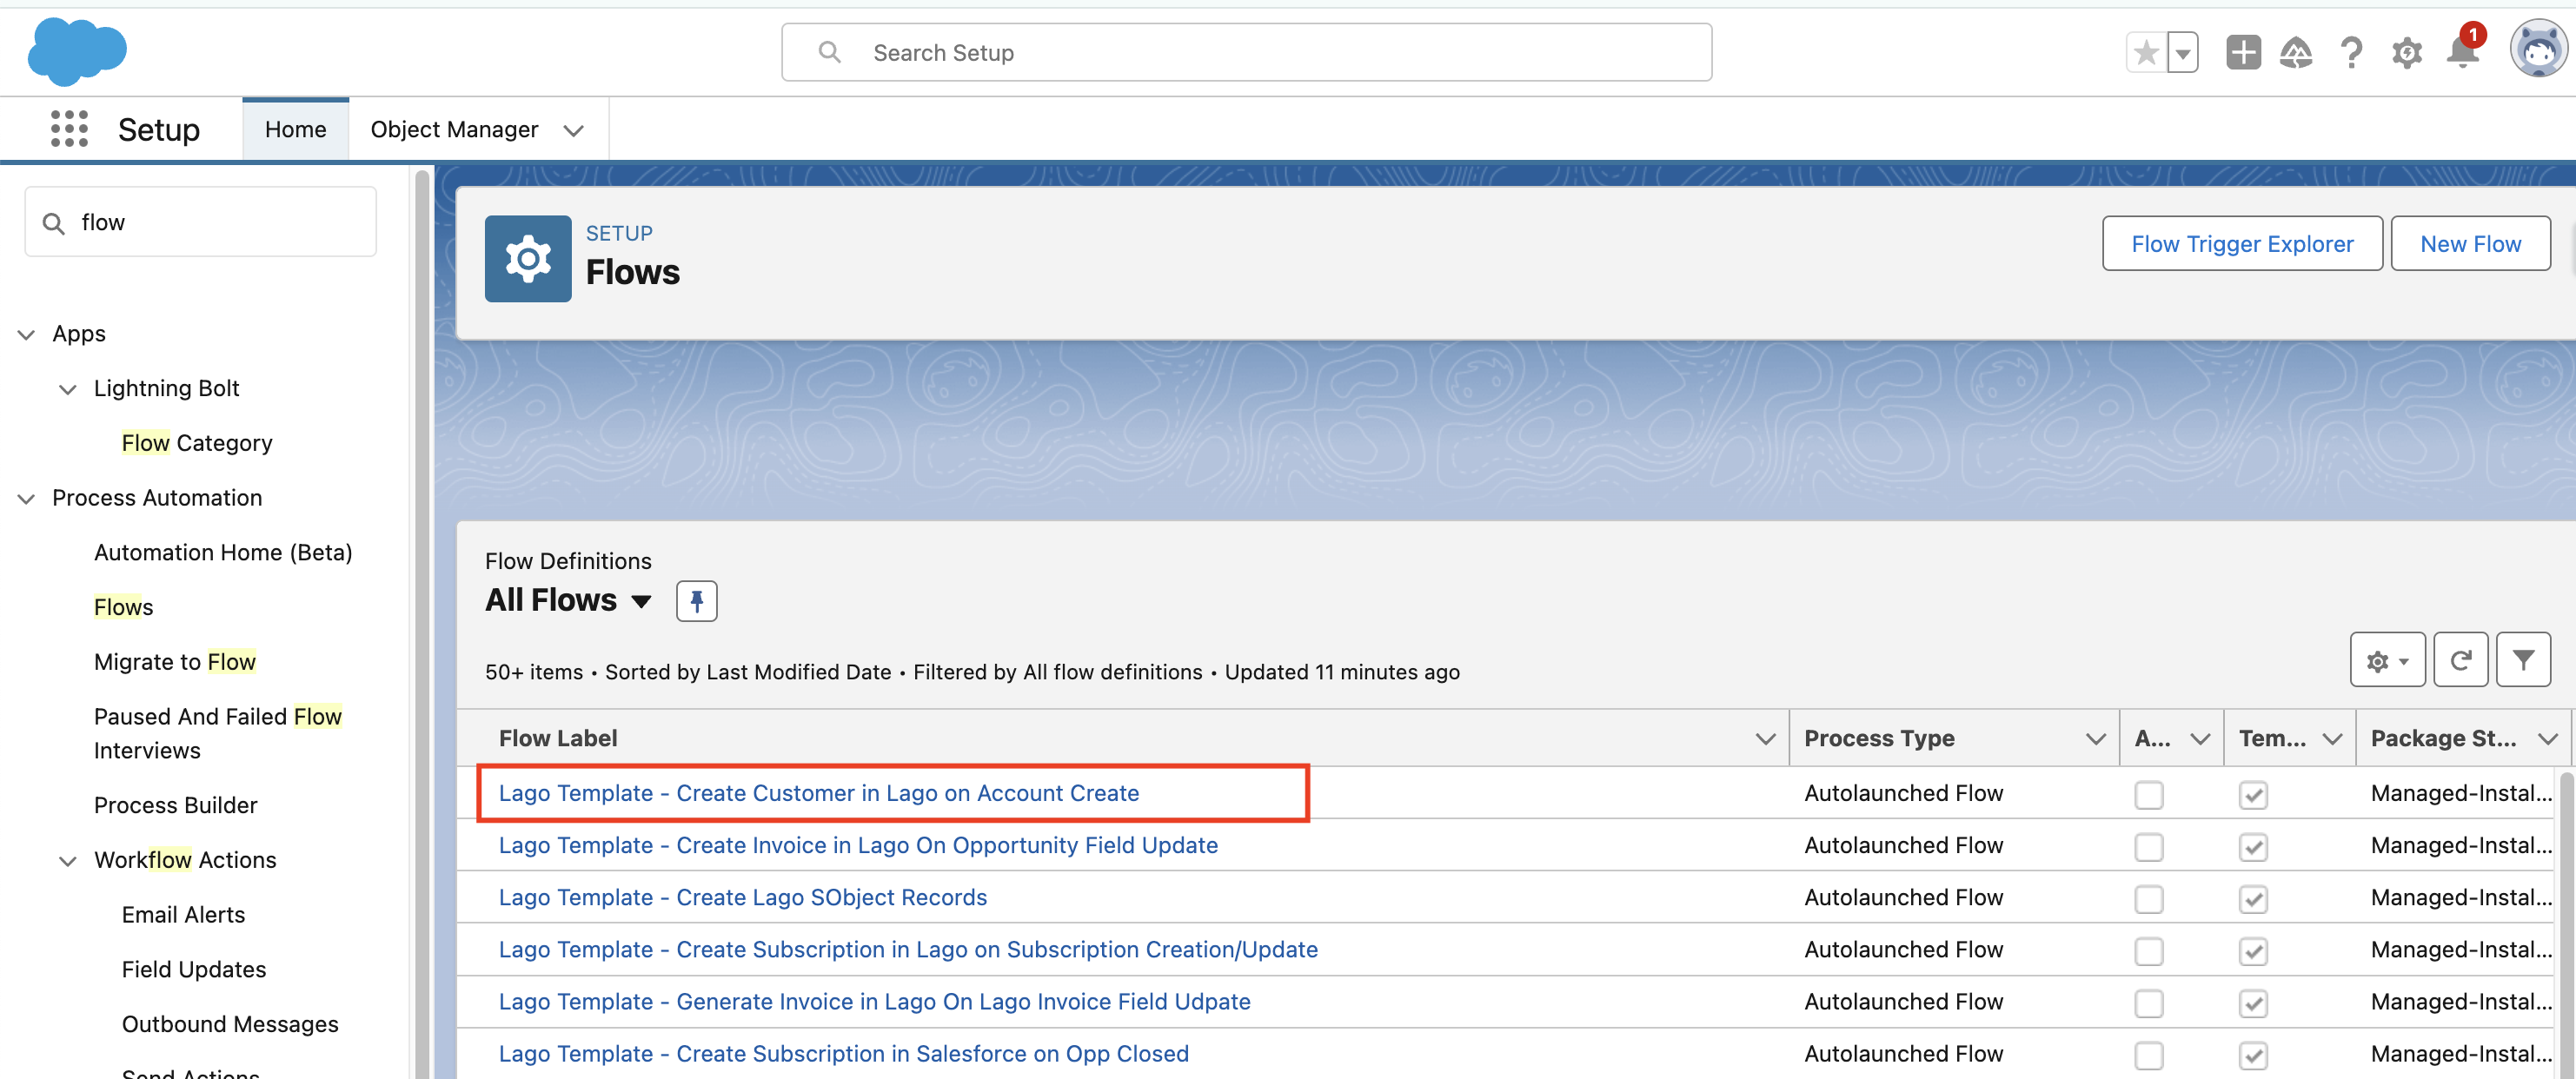 Search Setup
1
Setup
Home
Object Manager
flow
Apps
Lightning Bolt
Flow Category
Process Automation
Automation Home (Beta)
Flows
Migrate to Flow
Paused And Failed Flow
Interviews
Process Builder
Workflow Actions
Email Alerts
Field Updates
Outbound Messages
Send Actions
SETUP
Flows
Flow Trigger Explorer
New Flow
Flow Definitions
All Flows
50+ items • Sorted by Last Modified Date • Filtered by All flow definitions • Updated 11 minutes ago
Flow Label Process Type A... Tem... Package St...
Lago Template - Create Customer in Lago on Account Create Autolaunched Flow Managed-Instal...
Lago Template - Create Invoice in Lago On Opportunity Field Update Autolaunched Flow Managed-Instal...
Lago Template - Create Lago SObject Records Autolaunched Flow Managed-Instal...
Lago Template - Create Subscription in Lago on Subscription Creation/Update Autolaunched Flow Managed-Instal...
Lago Template - Generate Invoice in Lago On Lago Invoice Field Udpate Autolaunched Flow Managed-Instal...
Lago Template - Create Subscription in Salesforce on Opp Closed Autolaunched Flow Managed-Instal...